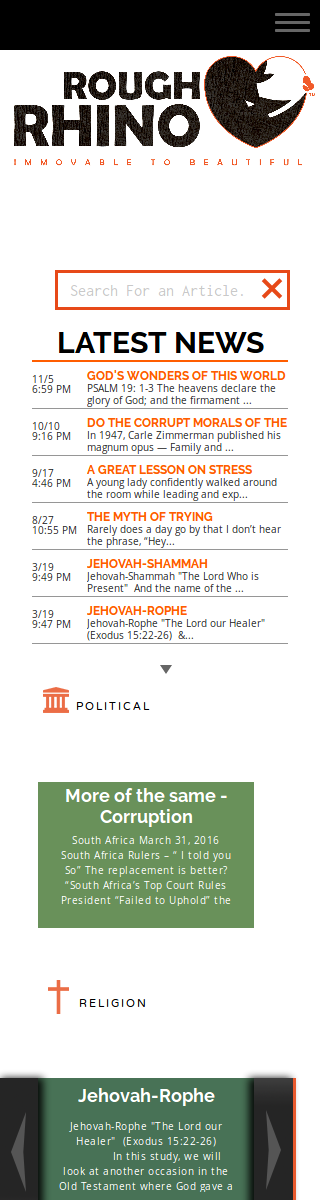 ROUGH
RHINO
™
IMMOVABLE TO BEAUTIFUL
Search For an Article.
LATEST NEWS
11/5
6:59 PM
GOD'S WONDERS OF THIS WORLD
PSALM 19: 1-3 The heavens declare the
glory of God; and the firmament ...
10/10
9:16 PM
DO THE CORRUPT MORALS OF THE
In 1947, Carle Zimmerman published his
magnum opus — Family and ...
9/17
4:46 PM
A GREAT LESSON ON STRESS
A young lady confidently walked around
the room while leading and exp...
8/27
10:55 PM
THE MYTH OF TRYING
Rarely does a day go by that I don't hear
the phrase, "Hey...
3/19
9:49 PM
JEHOVAH-SHAMMAH
Jehovah-Shammah "The Lord Who is
Present"  And the name of the ...
3/19
9:47 PM
JEHOVAH-ROPHE
Jehovah-Rophe "The Lord our Healer"
(Exodus 15:22-26)  &...
POLITICAL
More of the same -
Corruption
South Africa March 31, 2016
South Africa Rulers – " I told you
So" The replacement is better?
"South Africa's Top Court Rules
President "Failed to Uphold" the
RELIGION
Jehovah-Rophe
Jehovah-Rophe "The Lord our
Healer"  (Exodus 15:22-26)
In this study, we will
look at another occasion in the
Old Testament where God gave a